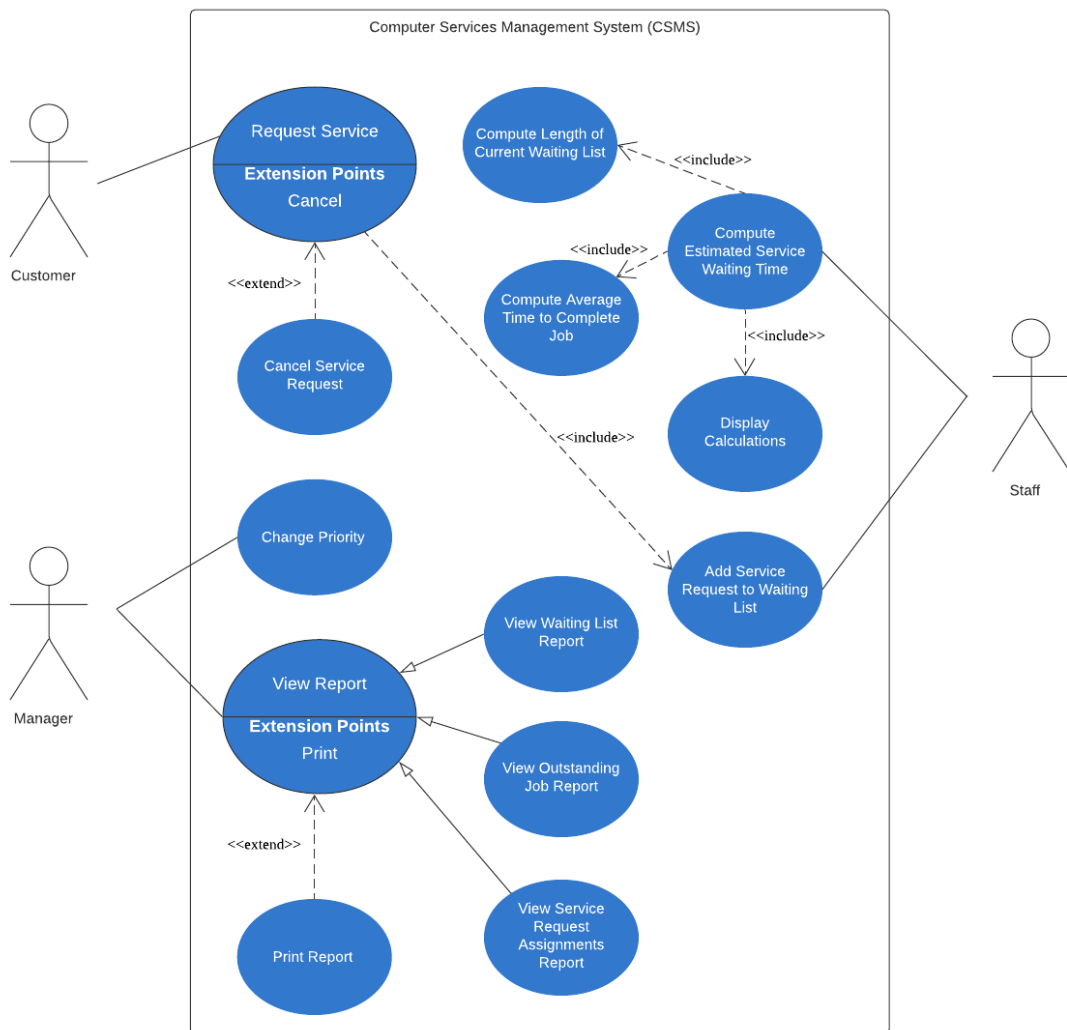 Computer Services Management System (CSMS)
Request Service
Extension Points
Cancel
Compute Length of
Current Waiting List
<<include>>
Compute
Estimated Service
Waiting Time
<<include>>
Customer
<<extend>>
Compute Average
Time to Complete
Job
<<include>>
Cancel Service
Request
Display
Calculations
<<include>>
Staff
Change Priority
Add Service
Request to Waiting
List
View Waiting List
Report
Manager
View Report
Extension Points
Print
View Outstanding
Job Report
<<extend>>
View Service
Request
Assignments
Report
Print Report